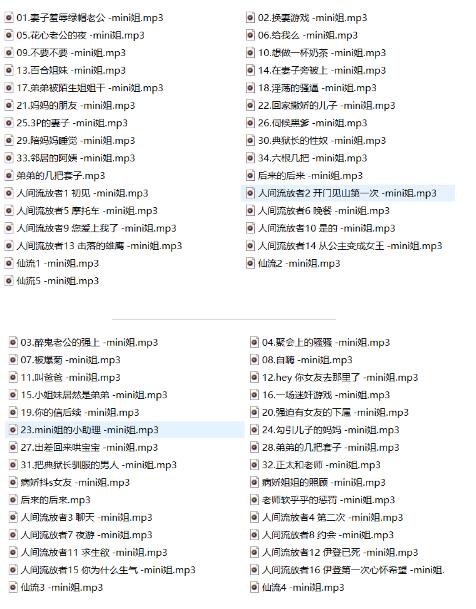 01.妻子羞辱绿帽老公 -mini姐.mp3
02.换妻游戏 -mini姐.mp3
05.花心老公的夜 -mini姐.mp3
06.给我么 -mini姐.mp3
09.不要不要 -mini姐.mp3
10.想做一杯奶茶 -mini姐.mp3
13.百合姐妹 -mini姐.mp3
14.在妻子旁被上 -mini姐.mp3
17.弟弟被陌生姐姐干 -mini姐.mp3
18.淫荡的骚逼 -mini姐.mp3
21.妈妈的朋友 -mini姐.mp3
22.回家撒娇的儿子 -mini姐.mp3
25.3P的妻子 -mini姐.mp3
26.伺候黑爹 -mini姐.mp3
29.陪妈妈睡觉 -mini姐.mp3
30.典狱长的性奴 -mini姐.mp3
33.邻居的阿姨 -mini姐.mp3
34.六根几把 -mini姐.mp3
弟弟的几把套子.mp3
后来的后来 -mini姐.mp3
人间流放者1 初见 -mini姐.mp3
人间流放者2 开门见山第一次 -mini姐.mp3
人间流放者5 摩托车 -mini姐.mp3
人间流放者6 晚餐 -mini姐.mp3
人间流放者9 您爱上我了 -mini姐.mp3
人间流放者10 是的 -mini姐.mp3
人间流放者13 击落的雄鹰 -mini姐.mp3
人间流放者14 从公主变成女王 -mini姐.mp3
仙流1 -mini姐.mp3
仙流2 -mini姐.mp3
仙流5 -mini姐.mp3
03.醉鬼老公的强上 -mini姐.mp3
04.聚会上的骚骚 -mini姐.mp3
07.被爆菊 -mini姐.mp3
08.自嗨 -mini姐.mp3
11.叫爸爸 -mini姐.mp3
12.hey 你女友去那里了 -mini姐.mp3
15.小姐妹居然是弟弟 -mini姐.mp3
16.一场迷奸游戏 -mini姐.mp3
19.你的信后续 -mini姐.mp3
20.强迫有女友的下属 -mini姐.mp3
23.mini姐的小助理 -mini姐.mp3
24.勾引儿子的妈妈 -mini姐.mp3
27.出差回来哄宝宝 -mini姐.mp3
28.弟弟的几把套子 -mini姐.mp3
31.把典狱长驯服的男人 -mini姐.mp3
32.正太和老师 -mini姐.mp3
病娇抖s女友 -mini姐.mp3
病娇姐姐的照顾 -mini姐.mp3
后来的后来.mp3
老师软乎乎的惩罚 -mini姐.mp3
人间流放者3 聊天 -mini姐.mp3
人间流放者4 第二次 -mini姐.mp3
人间流放者7 夜游 -mini姐.mp3
人间流放者8 约会 -mini姐.mp3
人间流放者11 求生欲 -mini姐.mp3
人间流放者12 伊登已死 -mini姐.mp3
人间流放者15 你为什么生气 -mini姐.mp3
人间流放者16 伊登第一次心怀希望 -mini姐.
仙流3 -mini姐.mp3
仙流4 -mini姐.mp3